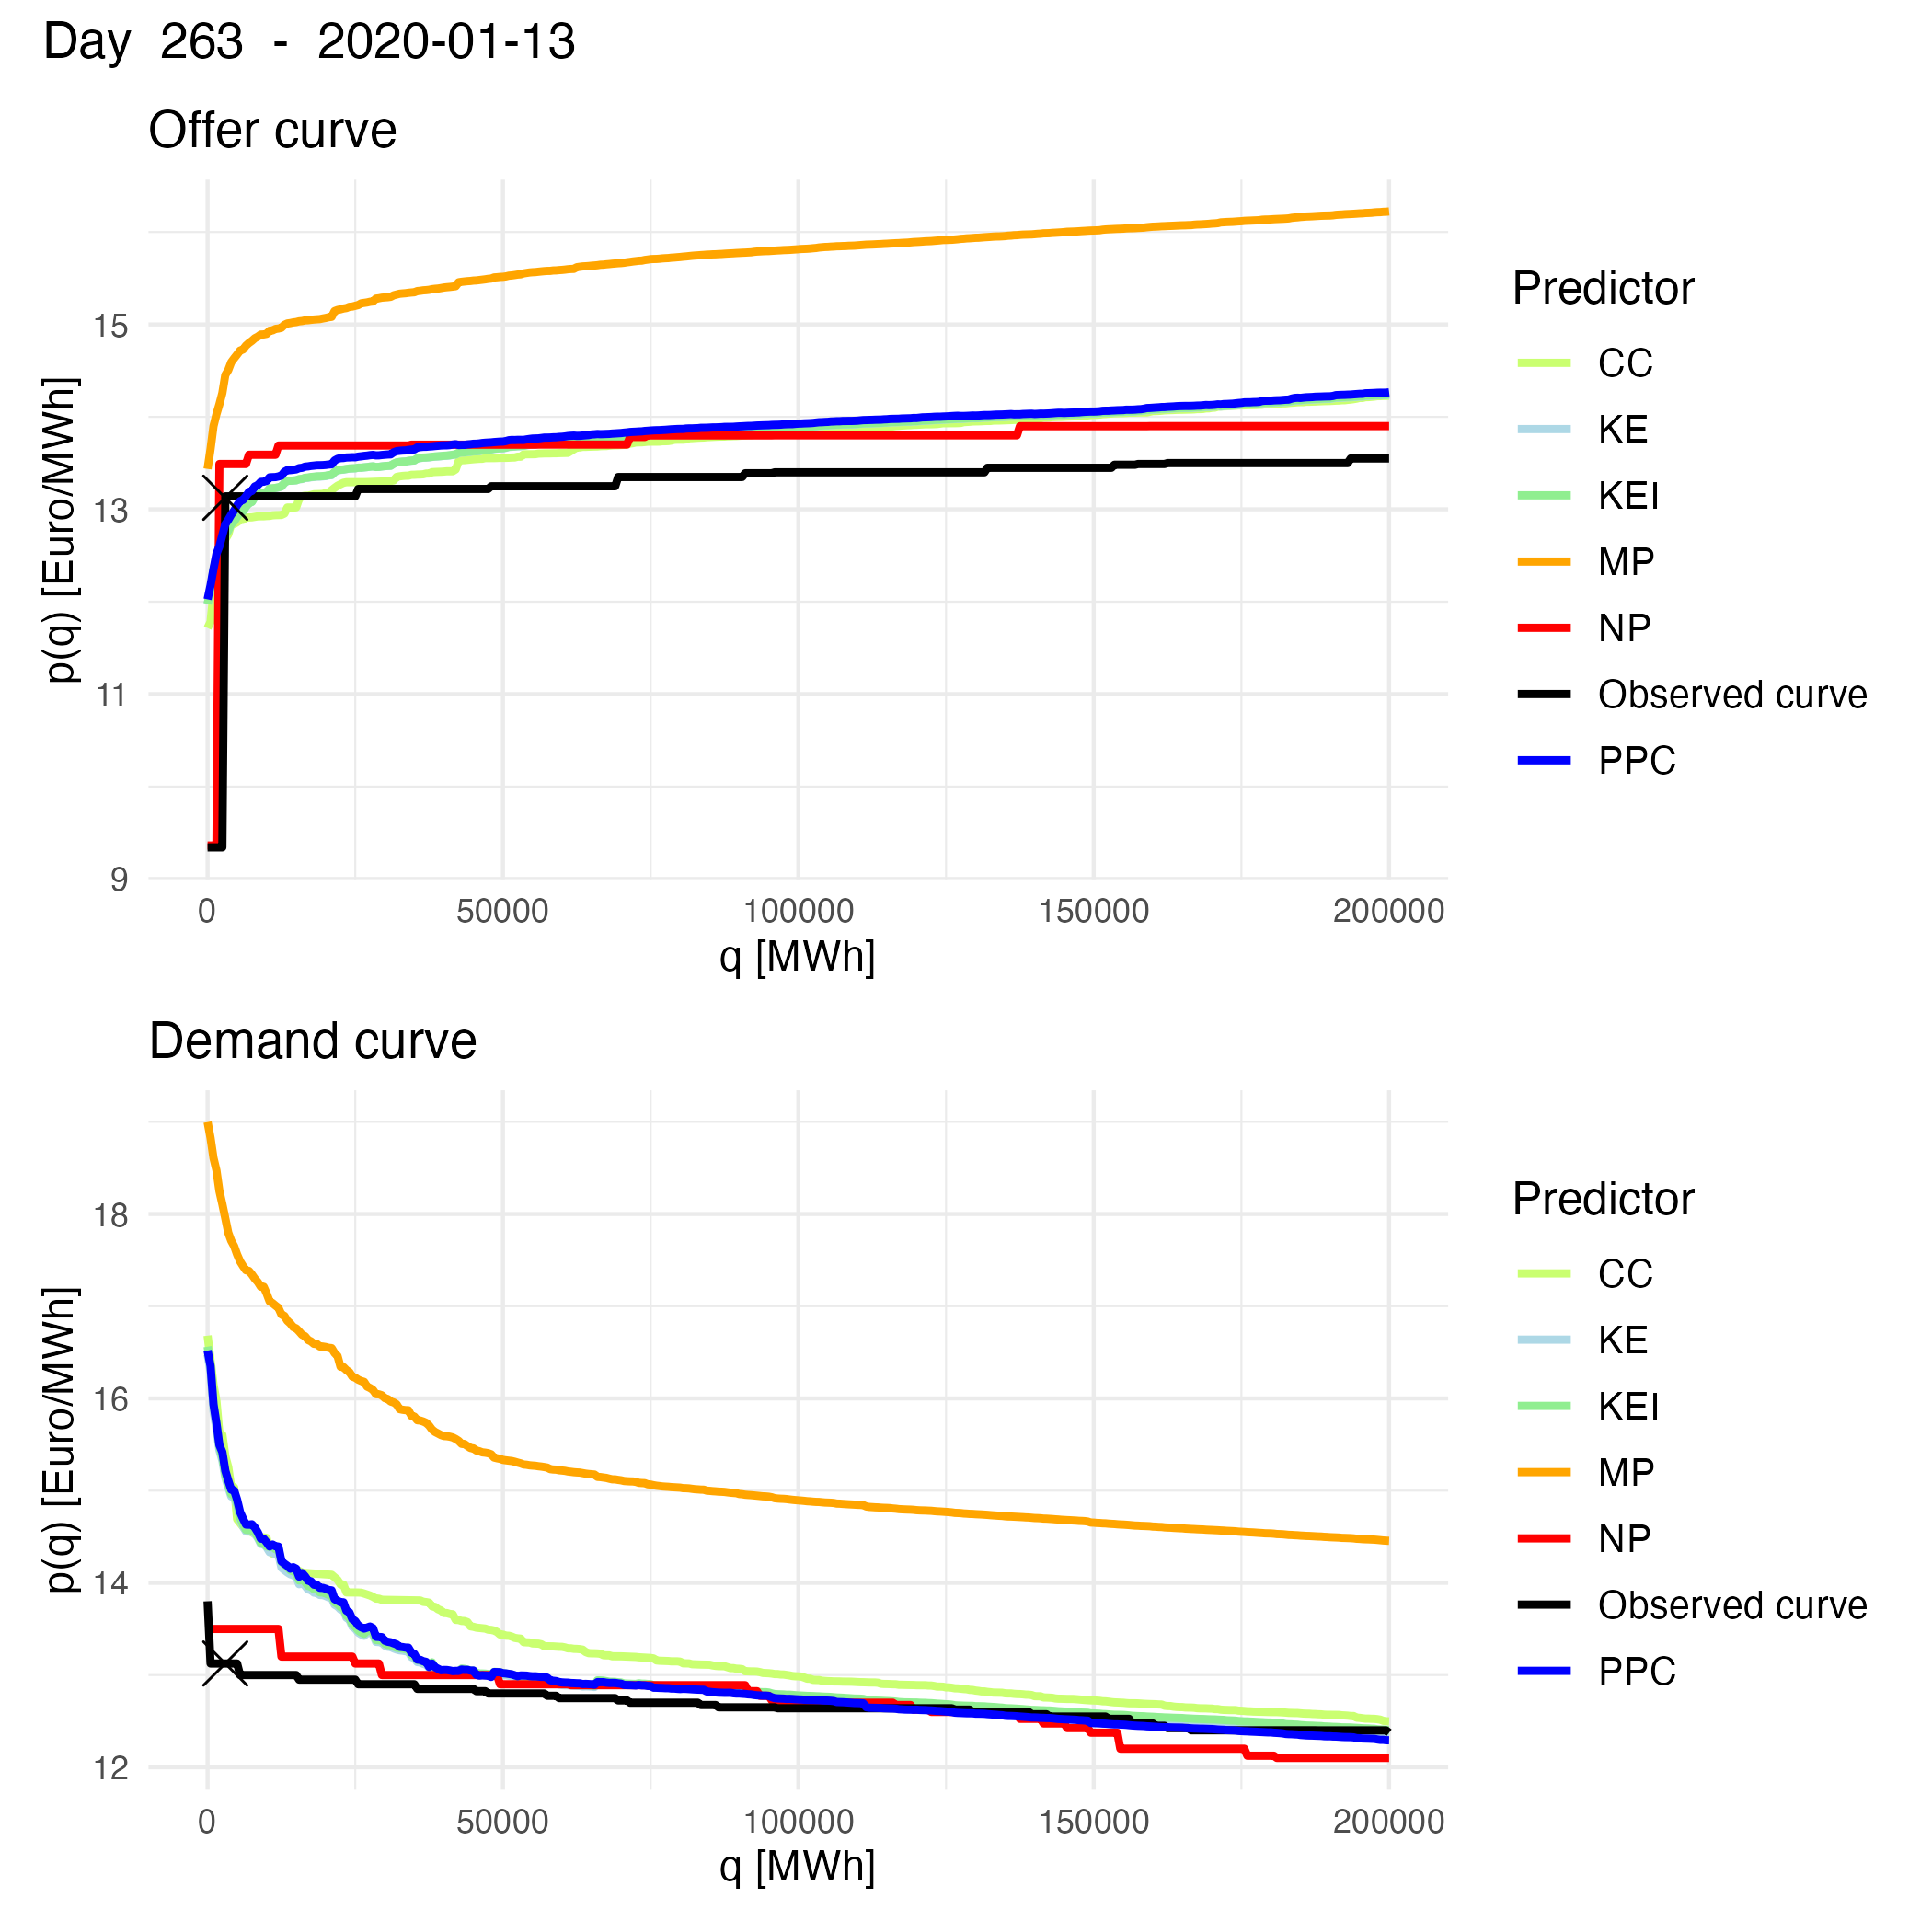 Day 263 - 2020-01-13
Offer curve
p(q) [Euro/MWh]
15
13
11
9
0 50000 100000 150000 200000
q [MWh]
Predictor
CC
KE
KEI
MP
NP
Observed curve
PPC
Demand curve
p(q) [Euro/MWh]
18
16
14
12
0 50000 100000 150000 200000
q [MWh]
Predictor
CC
KE
KEI
MP
NP
Observed curve
PPC